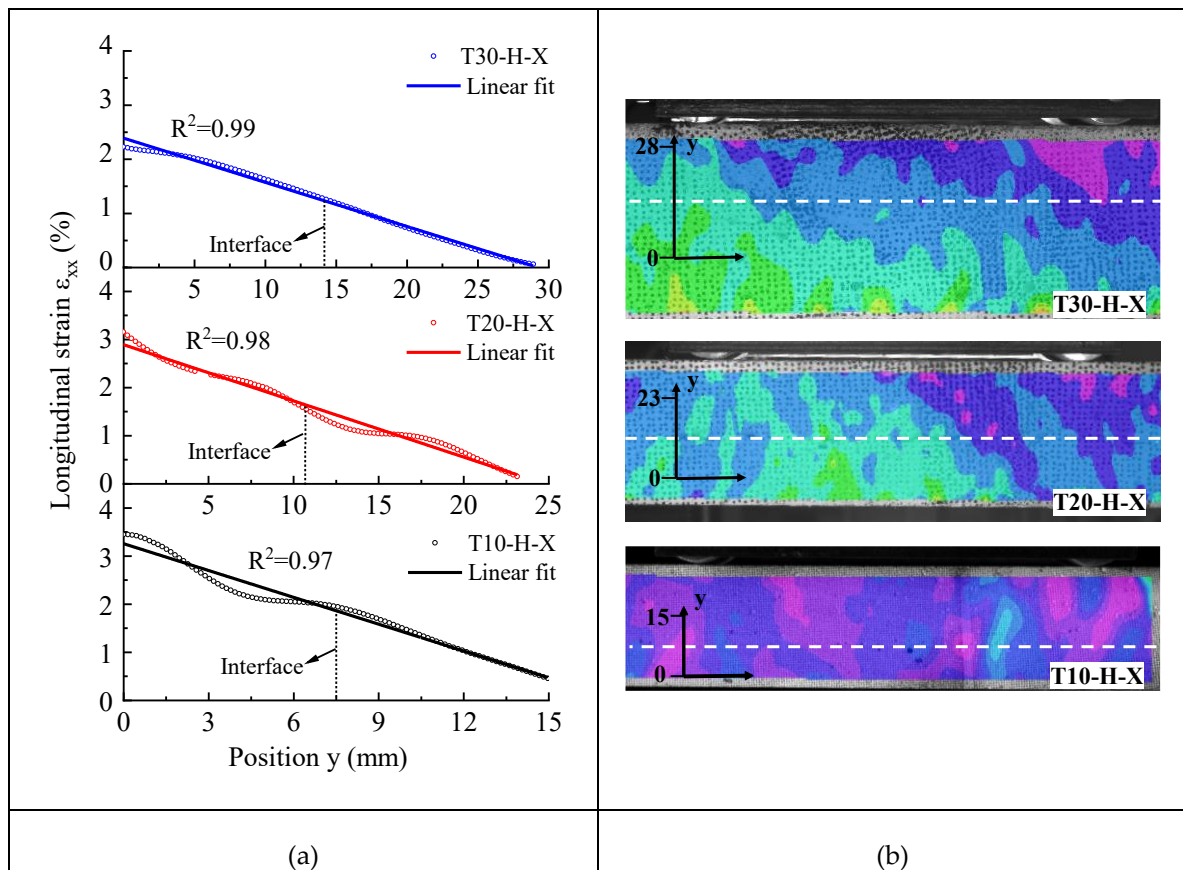 4
3
2
1
0
T30-H-X
Linear fit
R²=0.99
Interface
0 5 10 15 20 25 30
4
3
2
1
0
T20-H-X
Linear fit
R²=0.98
Interface
0 5 10 15 20 25
4
3
2
1
0
T10-H-X
Linear fit
R²=0.97
Interface
0 3 6 9 12 15
Position y (mm)
Longitudinal strain εxx (%)
(a)
28 y
0
T30-H-X
y
23
0
T20-H-X
y
15
0
T10-H-X
(b)